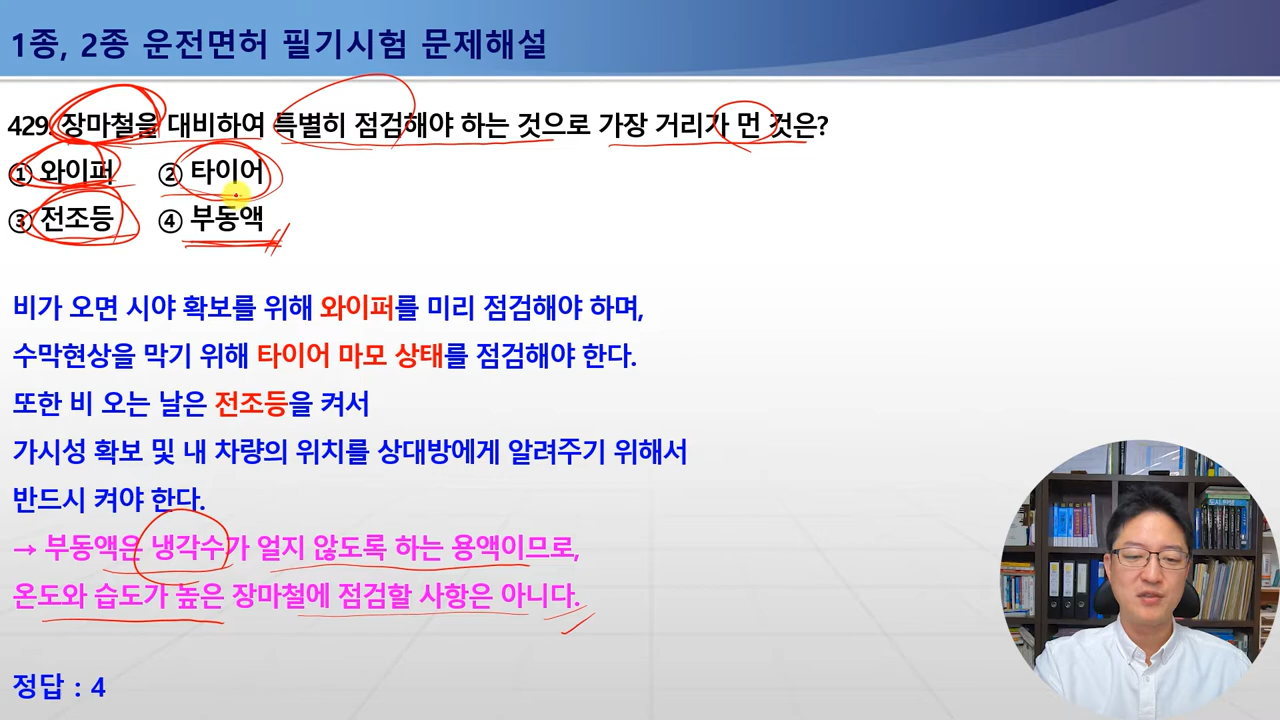 1종, 2종 운전면허 필기시험 문제해설
429. 장마철을 대비하여 특별히 점검해야 하는 것으로 가장 거리가 먼 것은?
① 와이퍼 ② 타이어
③ 전조등 ④ 부동액
비가 오면 시야 확보를 위해 와이퍼를 미리 점검해야 하며,
수막현상을 막기 위해 타이어 마모 상태를 점검해야 한다.
또한 비 오는 날은 전조등을 켜서
가시성 확보 및 내 차량의 위치를 상대방에게 알려주기 위해서
반드시 켜야 한다.
→ 부동액은 냉각수가 얼지 않도록 하는 용액이므로,
온도와 습도가 높은 장마철에 점검할 사항은 아니다.
정답 : 4